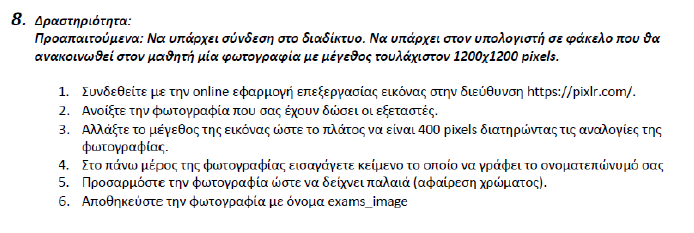 8. Δραστηριότητα:
Προαπαιτούμενα: Να υπάρχει σύνδεση στο διαδίκτυο. Να υπάρχει στον υπολογιστή σε φάκελο που θα
ανακοινωθεί στον μαθητή μία φωτογραφία με μέγεθος τουλάχιστον 1200χ1200 pixels.
1. Συνδεθείτε με την online εφαρμογή επεξεργασίας εικόνας στην διεύθυνση https://pixlr.com/.
2. Ανοίξτε την φωτογραφία που σας έχουν δώσει οι εξεταστές.
3. Αλλάξτε το μέγεθος της εικόνας ώστε το πλάτος να είναι 400 pixels διατηρώντας τις αναλογίες της
φωτογραφίας.
4. Στο πάνω μέρος της φωτογραφίας εισαγάγετε κείμενο το οποίο να γράφει το ονοματεπώνυμό σας
5. Προσαρμόστε την φωτογραφία ώστε να δείχνει παλαιά (αφαίρεση χρώματος).
6. Αποθηκεύστε την φωτογραφία με όνομα exams_image